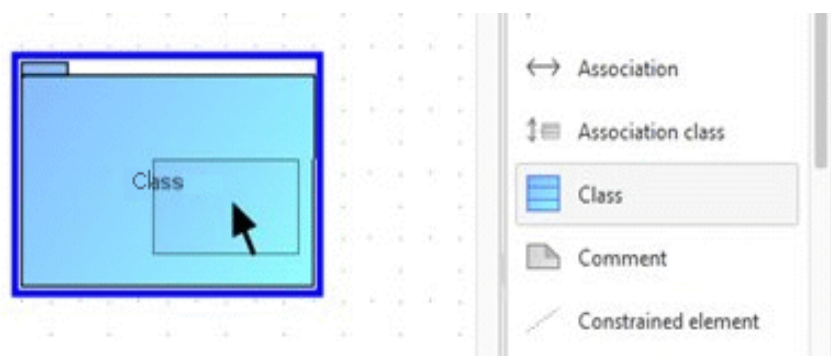 Class
Association
Association class
Class
Comment
Constrained element